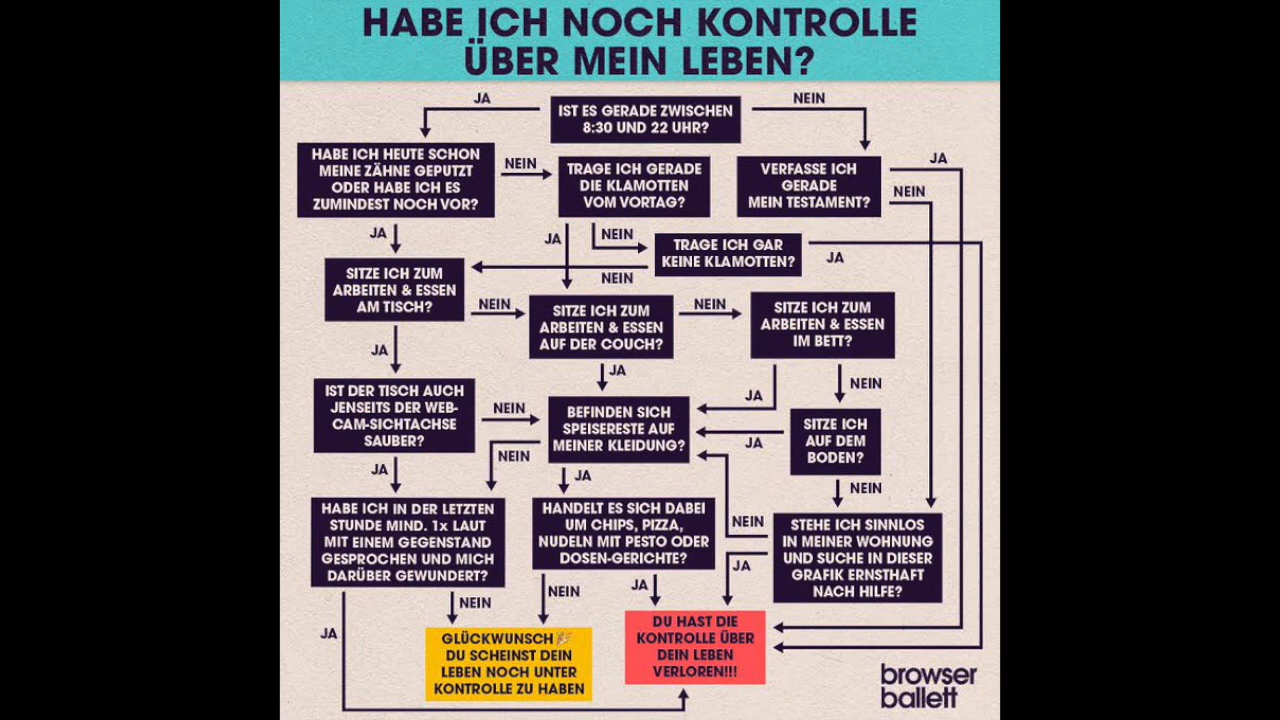 HABE ICH NOCH KONTROLLE
ÜBER MEIN LEBEN?
JA
NEIN
IST ES GERADE ZWISCHEN
8:30 UND 22 UHR?
HABE ICH HEUTE SCHON
MEINE ZÄHNE GEPUTZT
ODER HABE ICH ES
ZUMINDEST NOCH VOR?
NEIN
TRAGE ICH GERADE
DIE KLAMOTTEN
VOM VORTAG?
VERFASSE ICH
GERADE
MEIN TESTAMENT?
JA
NEIN
JA
JA
NEIN
TRAGE ICH GAR
KEINE KLAMOTTEN?
JA
NEIN
SITZE ICH ZUM
ARBEITEN & ESSEN
AM TISCH?
NEIN
SITZE ICH ZUM
ARBEITEN & ESSEN
AUF DER COUCH?
NEIN
SITZE ICH ZUM
ARBEITEN & ESSEN
IM BETT?
JA
JA
JA
NEIN
IST DER TISCH AUCH
JENSEITS DER WEB-
CAM-SICHTACHSE
SAUBER?
NEIN
BEFINDEN SICH
SPEISERESTE AUF
MEINER KLEIDUNG?
JA
SITZE ICH
AUF DEM
BODEN?
JA
NEIN
JA
NEIN
HABE ICH IN DER LETZTEN
STUNDE MIND. 1x LAUT
MIT EINEM GEGENSTAND
GESPROCHEN UND MICH
DARÜBER GEWUNDERT?
HANDELT ES SICH DABEI
UM CHIPS, PIZZA,
NUDELN MIT PESTO ODER
DOSEN-GERICHTE?
NEIN
JA
STEHE ICH SINNLOS
IN MEINER WOHNUNG
UND SUCHE IN DIESER
GRAFIK ERNSTHAFT
NACH HILFE?
JA
NEIN
NEIN
JA
GLÜCKWUNSCH
DU SCHEINST DEIN
LEBEN NOCH UNTER
KONTROLLE ZU HABEN
DU HAST DIE
KONTROLLE ÜBER
DEIN LEBEN
VERLOREN!!!
browser
ballett